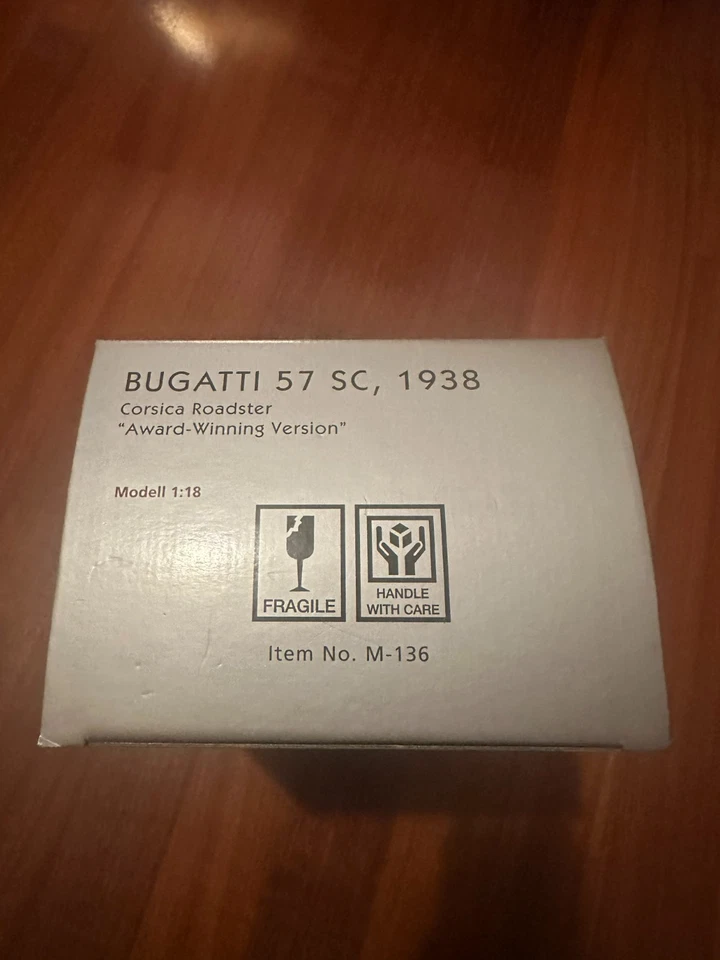 BUGATTI 57 SC, 1938
Corsica Roadster
“Award-Winning Version”
Modell 1:18
FRAGILE
HANDLE
WITH CARE
Item No. M-136